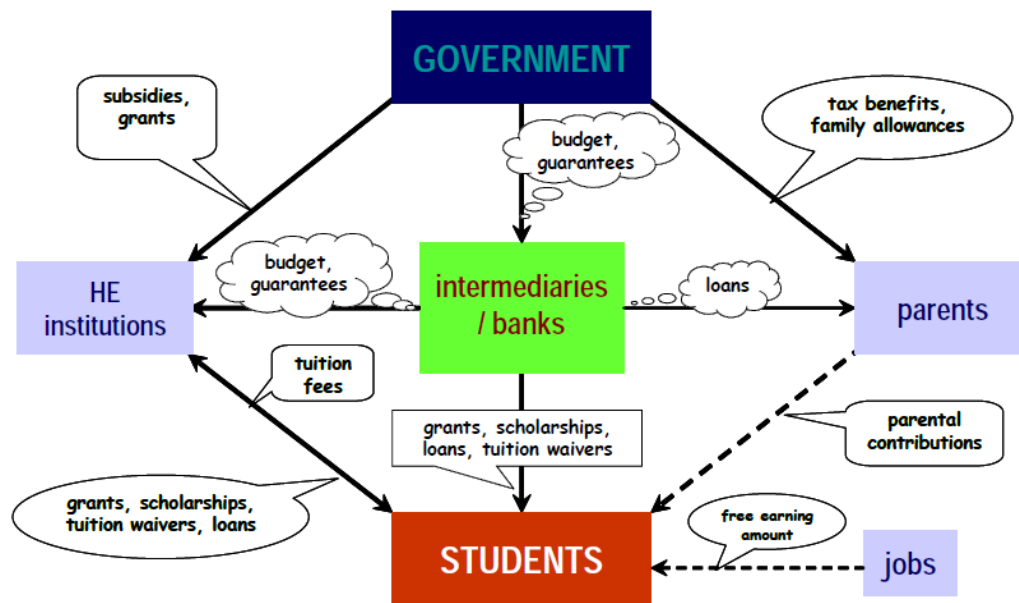 GOVERNMENT
subsidies,
grants
tax benefits,
family allowances
budget,
guarantees
budget,
guarantees
HE
institutions
intermediaries
/ banks
loans
parents
tuition
fees
grants, scholarships,
loans, tuition waivers
parental
contributions
grants, scholarships,
tuition waivers, loans
free earning
amount
STUDENTS
jobs